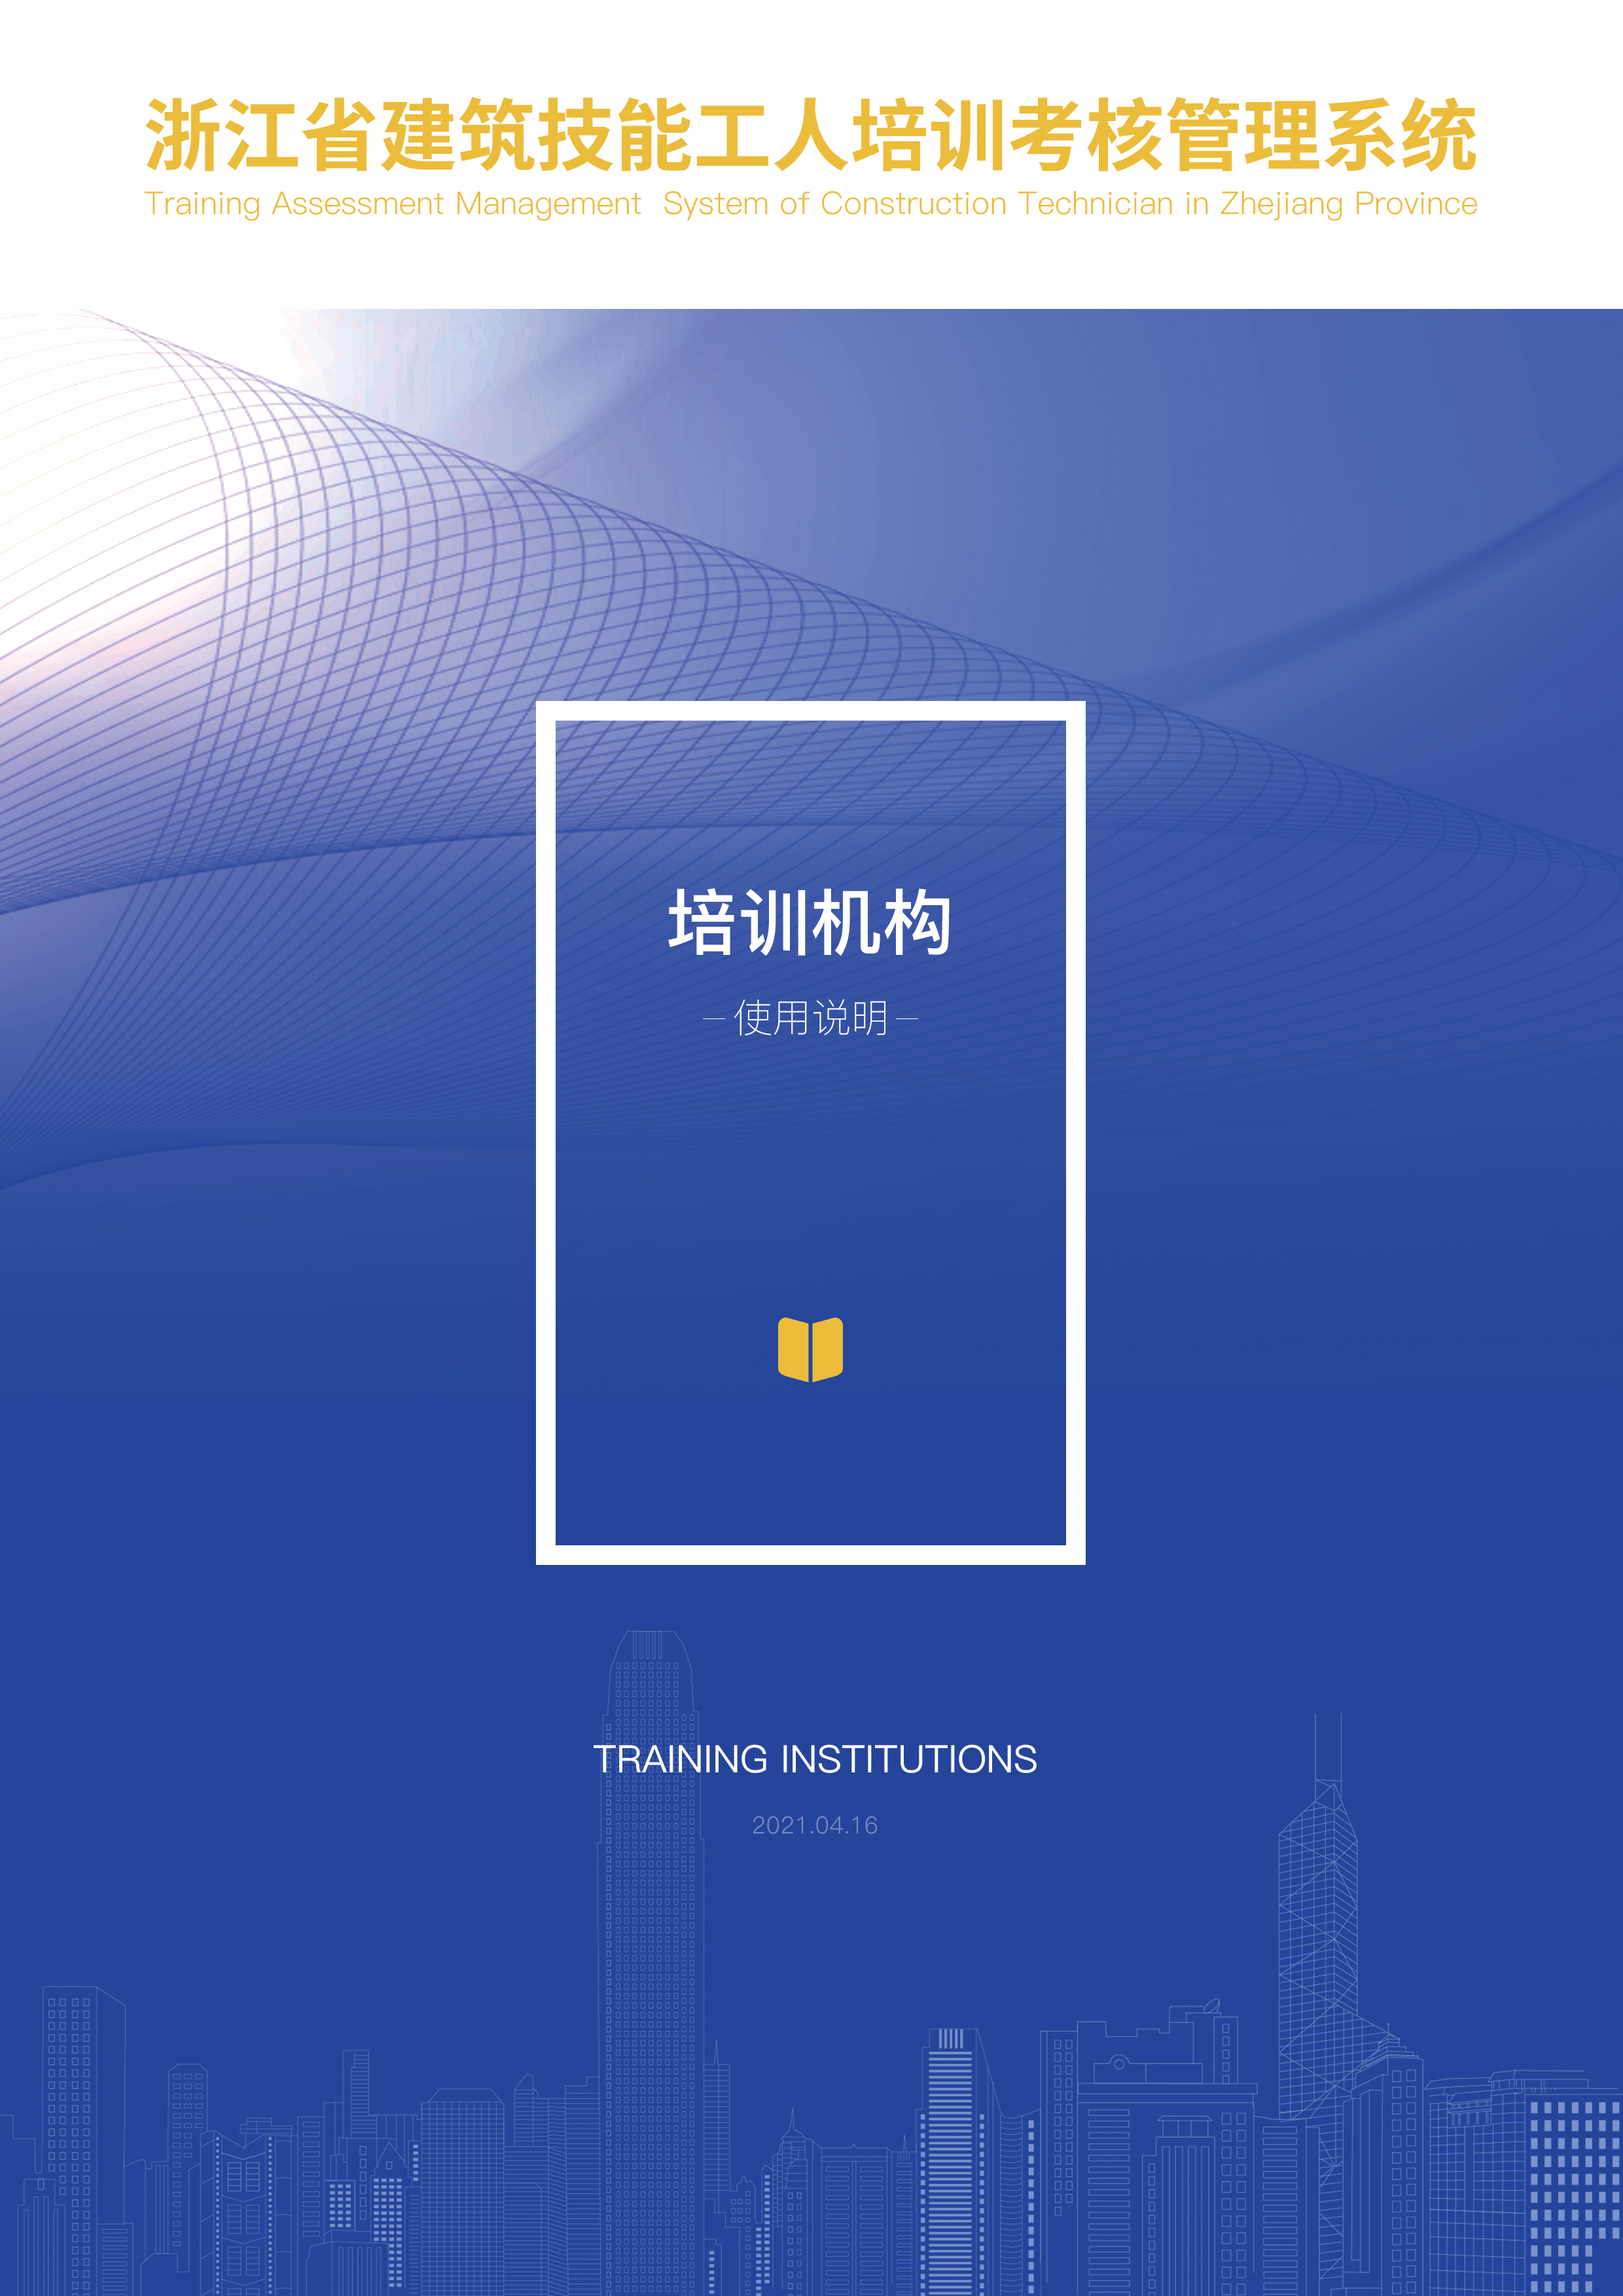 浙江省建筑技能工人培训考核管理系统
Training Assessment Management System of Construction Technician in Zhejiang Province
培训机构
使用说明
TRAINING INSTITUTIONS
2021.04.16